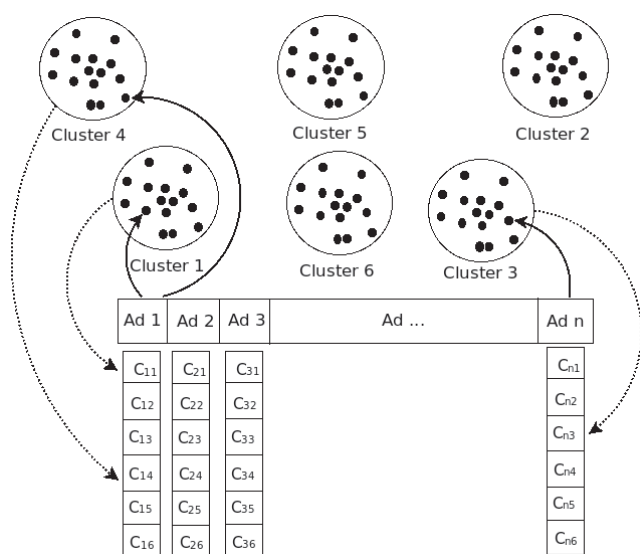 Cluster 4
Cluster 5
Cluster 2
Cluster 1
Cluster 6
Cluster 3
Ad 1 Ad 2 Ad 3 Ad ... Ad n
C11 C21 C31 Cn1
C12 C22 C32 Cn2
C13 C23 C33 Cn3
C14 C24 C34 Cn4
C15 C25 C35 Cn5
C16 C26 C36 Cn6